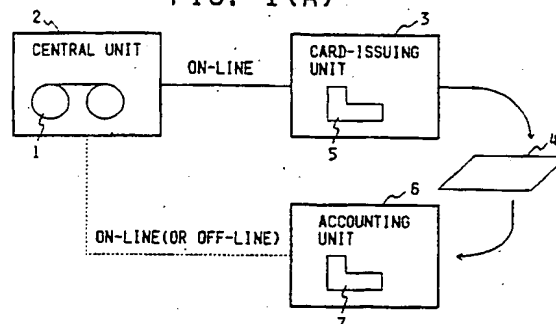 FIG. 1(A)
2
CENTRAL UNIT
1
ON-LINE
3
CARD-ISSUING
UNIT
5
4
6
ACCOUNTING
UNIT
7
ON-LINE(OR OFF-LINE)